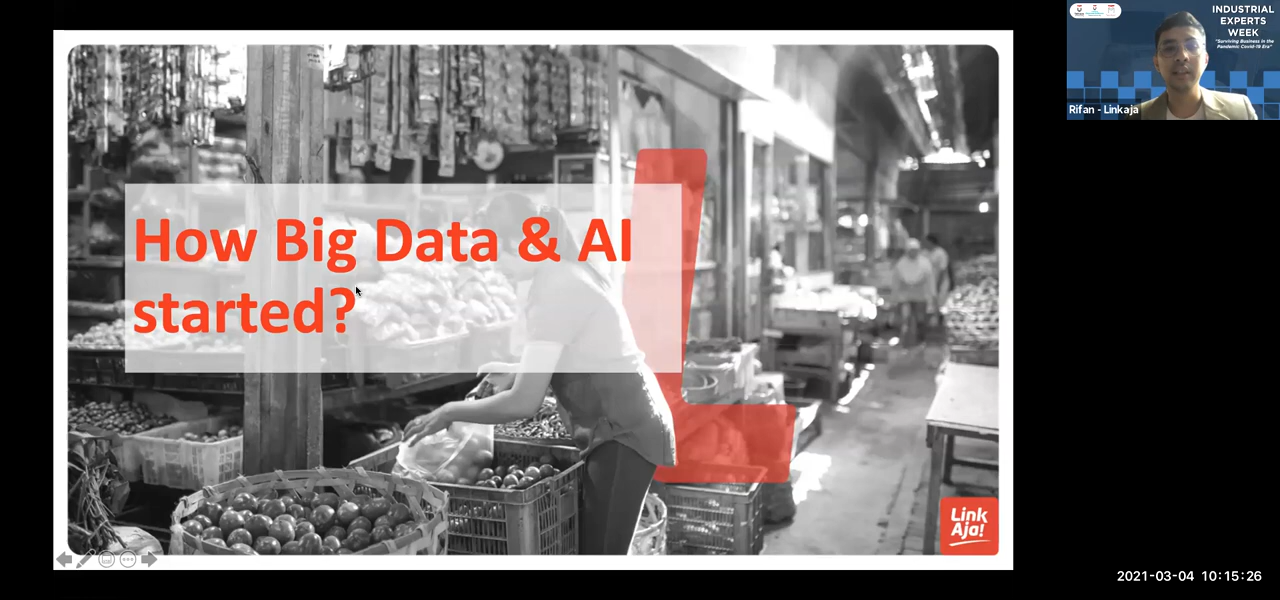 How Big Data & AI
started?
Link
Aja!
INDUSTRIAL
EXPERTS
WEEK
"Surviving Business in the
Pandemic Covid-19 Era"
Rifan - Linkaja
2021-03-04 10:15:26